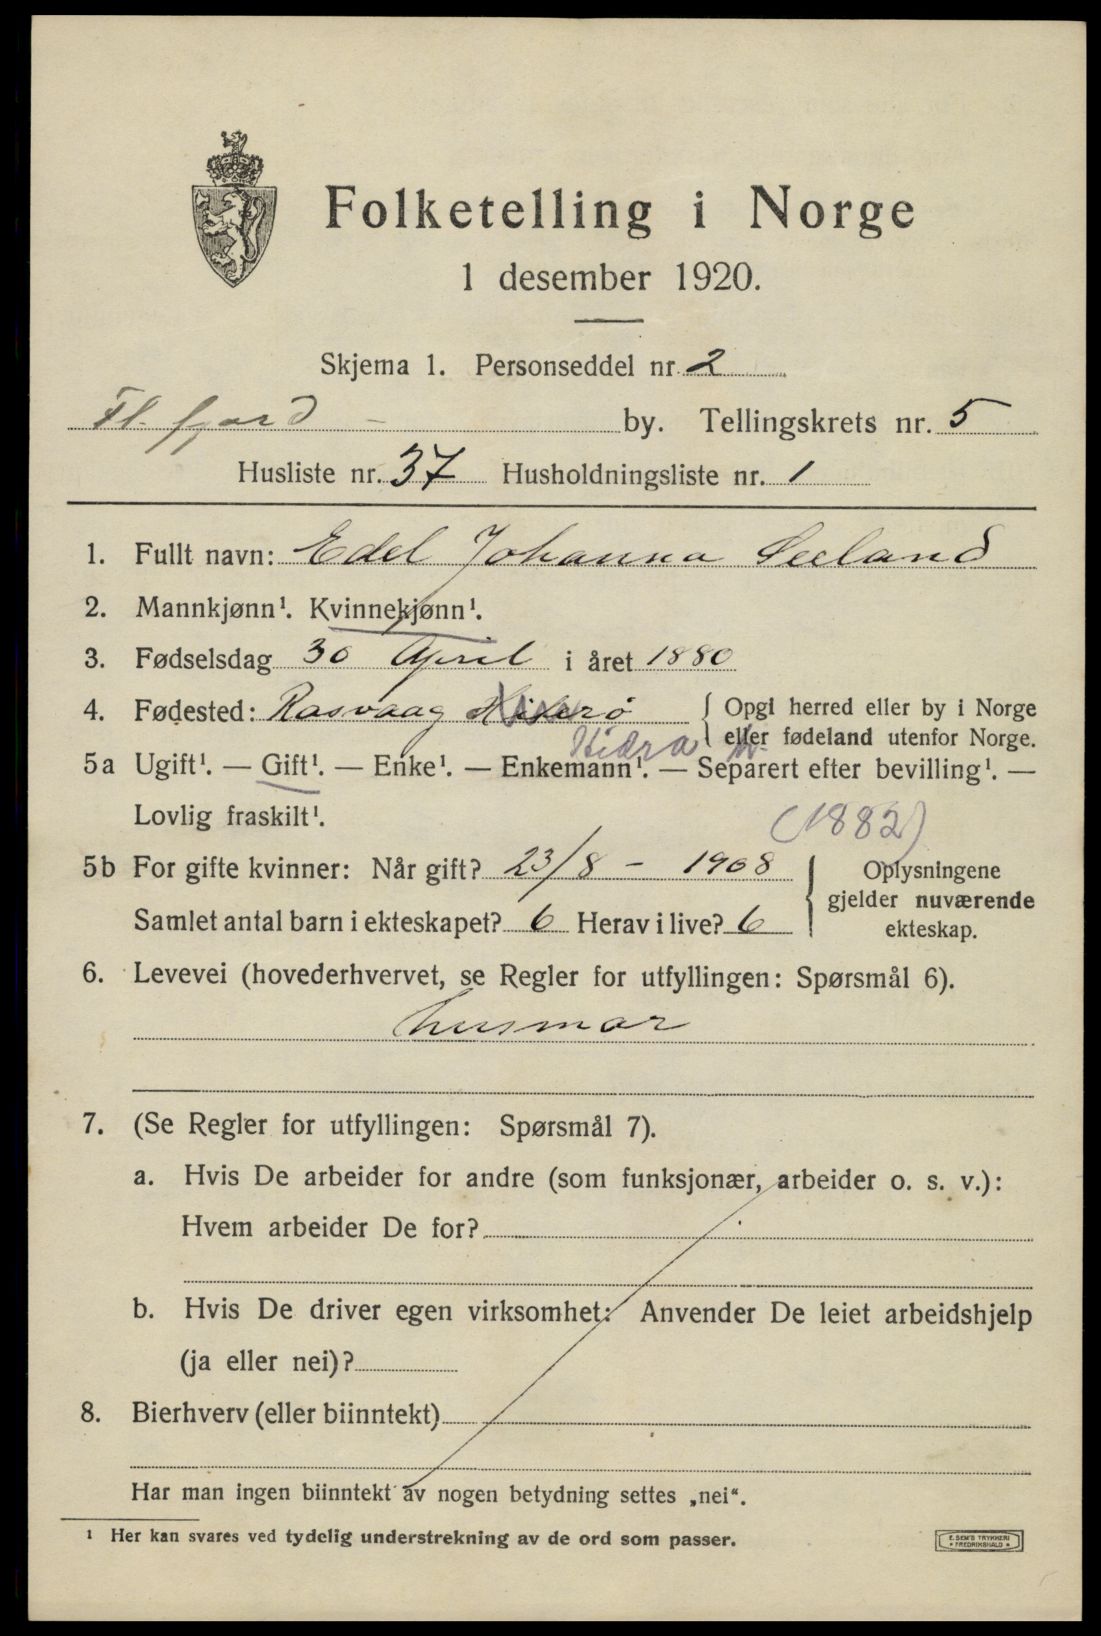 Folketelling i Norge
1 desember 1920.
Skjema 1. Personseddel nr. 2
Fl. fjord - by. Tellingskrets nr. 5
Husliste nr. 37 Husholdningsliste nr. 1
1. Fullt navn: Edel Johanna Seeland
2. Mannkjønn¹. Kvinnekjønn¹.
3. Fødselsdag 30 April i året 1880
4. Fødested: Rasvaag Hiterø { Opgi herred eller by i Norge
eller fødeland utenfor Norge.
Hidra h.
5a Ugift¹. — Gift¹. — Enke¹. — Enkemann¹. — Separert efter bevilling¹. —
Lovlig fraskilt¹.
(1882)
5b For gifte kvinner: Når gift? 23/8 - 1908 } Oplysningene
gjelder nuværende
Samlet antal barn i ekteskapet? 6 Herav i live? 6
ekteskap.
6. Levevei (hovederhvervet, se Regler for utfyllingen: Spørsmål 6).
husmor
7. (Se Regler for utfyllingen: Spørsmål 7).
a. Hvis De arbeider for andre (som funksjonær, arbeider o. s. v.):
Hvem arbeider De for?
b. Hvis De driver egen virksomhet: Anvender De leiet arbeidshjelp
(ja eller nei)?
8. Bierhverv (eller biinntekt)
Har man ingen biinntekt av nogen betydning settes „nei“.
¹ Her kan svares ved tydelig understrekning av de ord som passer.
E. SEM'S TRYKKERI
• FREDRIKSHALD •